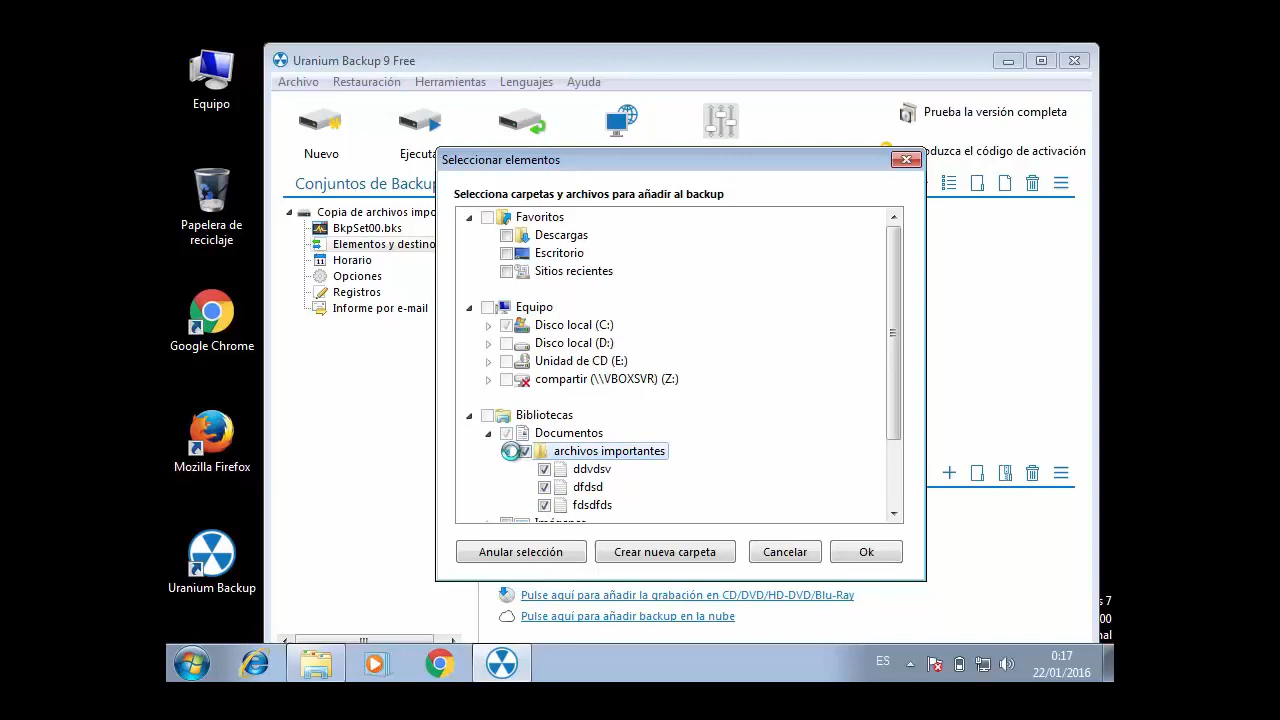 Equipo
Papelera de
reciclaje
Google Chrome
Mozilla Firefox
Uranium Backup
Uranium Backup 9 Free
Archivo
Restauración
Herramientas
Lenguajes
Ayuda
Nuevo
Ejecuta
Prueba la versión completa
oduzca el código de activación
Conjuntos de Backup
Copia de archivos impo
BkpSet00.bks
Elementos y destino
Horario
Opciones
Registros
Informe por e-mail
Seleccionar elementos
Selecciona carpetas y archivos para añadir al backup
Favoritos
Descargas
Escritorio
Sitios recientes
Equipo
Disco local (C:)
Disco local (D:)
Unidad de CD (E:)
compartir (\\VBOXSVR) (Z:)
Bibliotecas
Documentos
archivos importantes
ddvdsv
dfdsd
fdsdfds
Imágenes
Anular selección
Crear nueva carpeta
Cancelar
Ok
Pulse aquí para añadir la grabación en CD/DVD/HD-DVD/Blu-Ray
Pulse aquí para añadir backup en la nube
s 7
00
nal
ES
0:17
22/01/2016